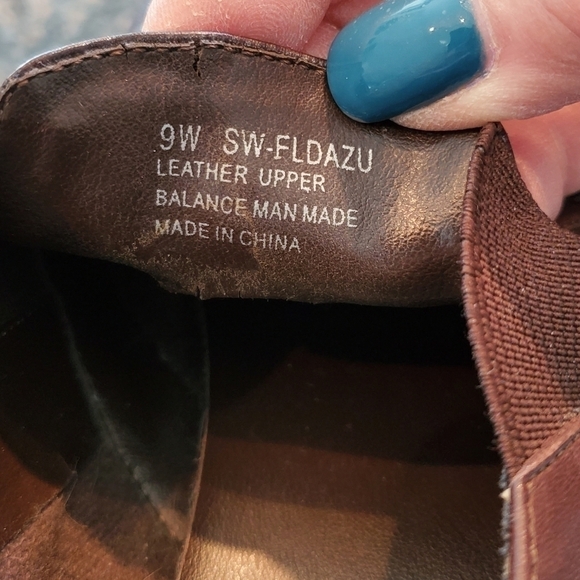 9W SW-FLDAZU
LEATHER UPPER
BALANCE MAN MADE
MADE IN CHINA